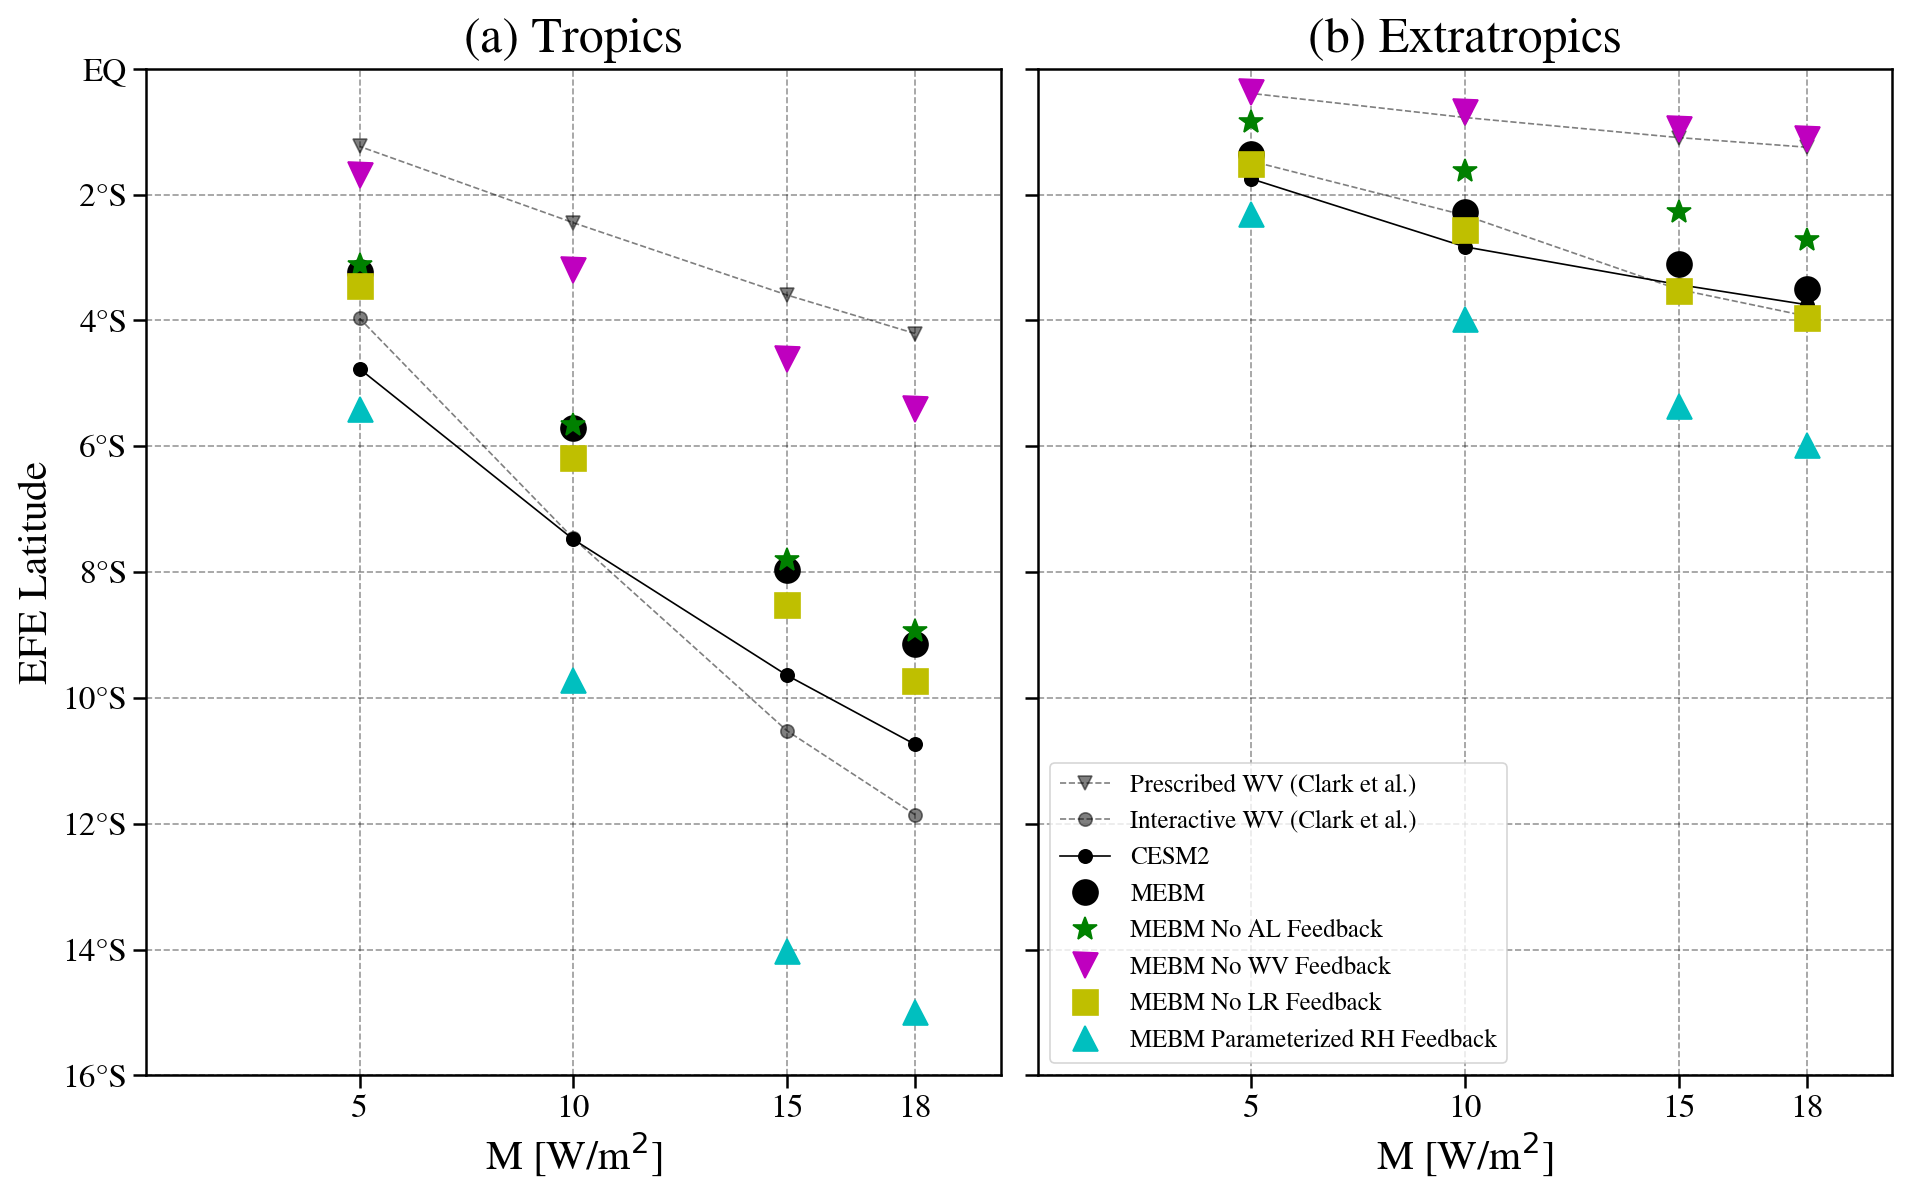 (a) Tropics
(b) Extratropics
EFE Latitude
EQ
2°S
4°S
6°S
8°S
10°S
12°S
14°S
16°S
5 10 15 18
M [W/m²]
5 10 15 18
M [W/m²]
Prescribed WV (Clark et al.)
Interactive WV (Clark et al.)
CESM2
MEBM
MEBM No AL Feedback
MEBM No WV Feedback
MEBM No LR Feedback
MEBM Parameterized RH Feedback